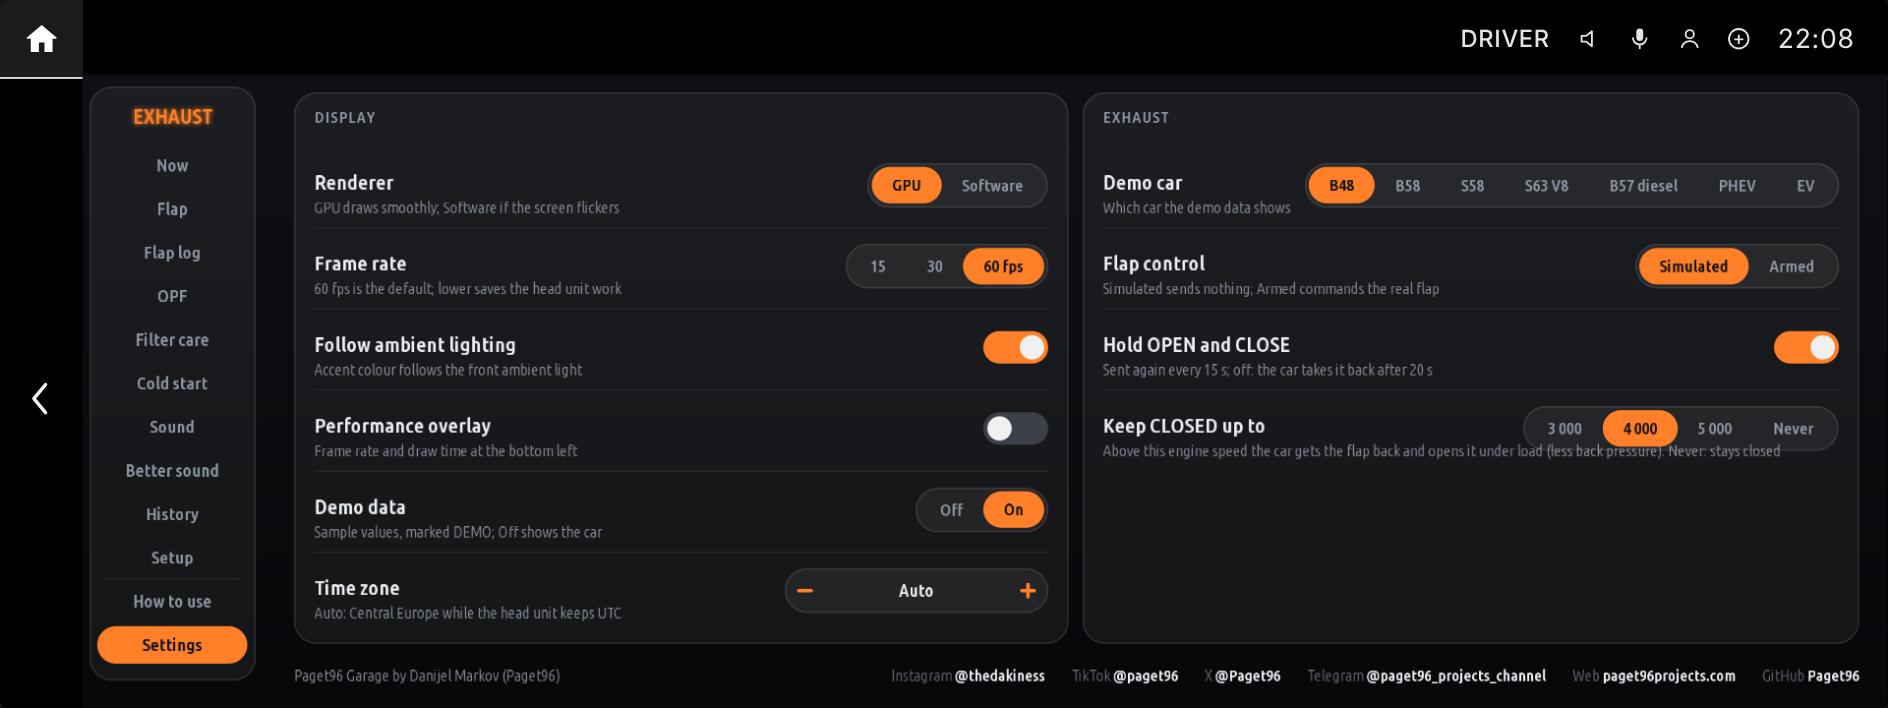 DRIVER 22:08
EXHAUST
Now
Flap
Flap log
OPF
Filter care
Cold start
Sound
Better sound
History
Setup
How to use
Settings
DISPLAY
Renderer
GPU draws smoothly; Software if the screen flickers
GPU Software
Frame rate
60 fps is the default; lower saves the head unit work
15 30 60 fps
Follow ambient lighting
Accent colour follows the front ambient light
Performance overlay
Frame rate and draw time at the bottom left
Demo data
Sample values, marked DEMO; Off shows the car
Off On
Time zone
Auto: Central Europe while the head unit keeps UTC
− Auto +
EXHAUST
Demo car
Which car the demo data shows
B48 B58 S58 S63 V8 B57 diesel PHEV EV
Flap control
Simulated sends nothing; Armed commands the real flap
Simulated Armed
Hold OPEN and CLOSE
Sent again every 15 s; off: the car takes it back after 20 s
Keep CLOSED up to
3 000 4 000 5 000 Never
Above this engine speed the car gets the flap back and opens it under load (less back pressure). Never: stays closed
Paget96 Garage by Danijel Markov (Paget96)
Instagram @thedakiness TikTok @paget96 X @Paget96 Telegram @paget96_projects_channel Web paget96projects.com GitHub Paget96